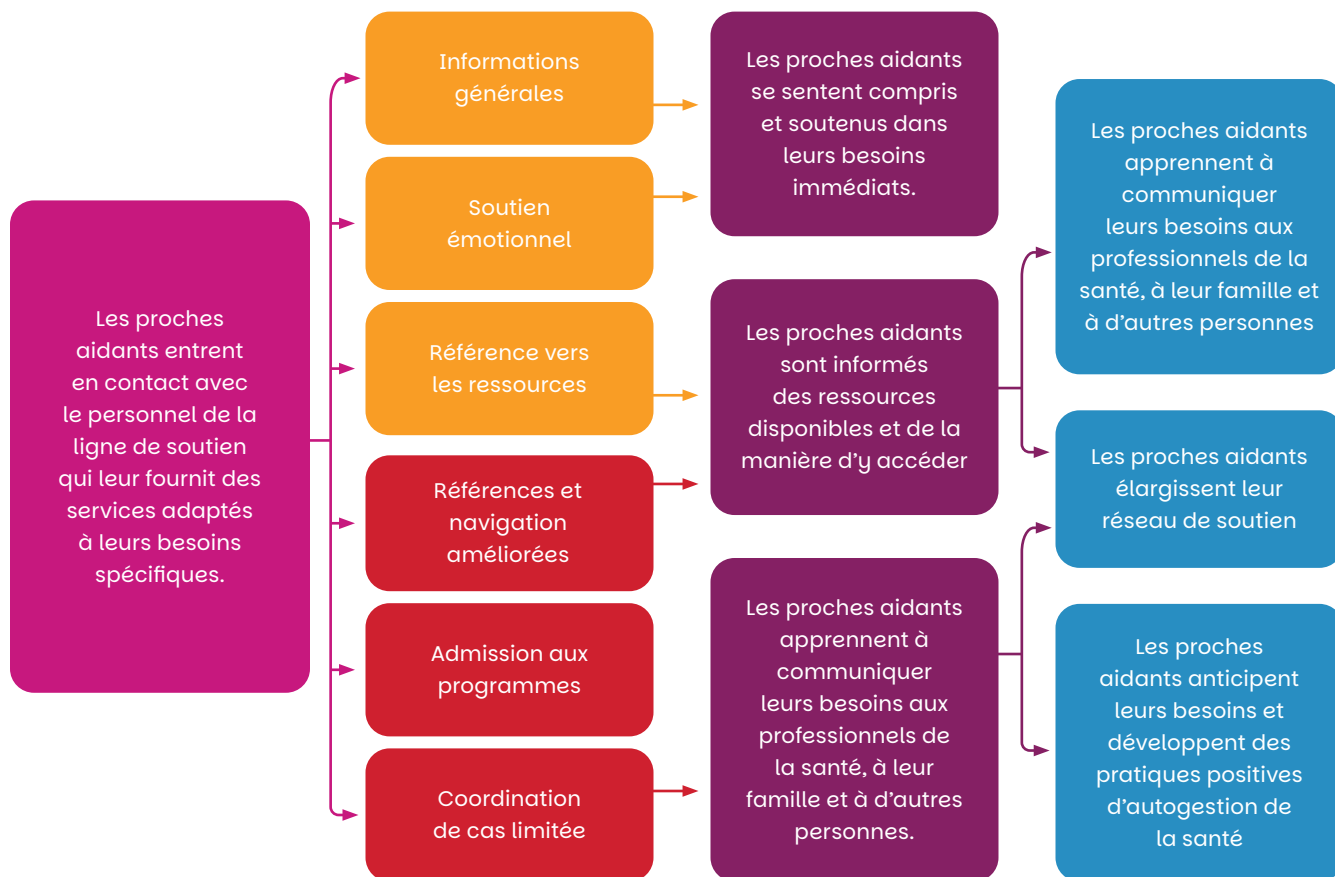 Les proches
aidants entrent
en contact avec
le personnel de la
ligne de soutien
qui leur fournit des
services adaptés
à leurs besoins
spécifiques.
Informations
générales
Soutien
émotionnel
Référence vers
les ressources
Références et
navigation
améliorées
Admission aux
programmes
Coordination
de cas limitée
Les proches aidants
se sentent compris
et soutenus dans
leurs besoins
immédiats.
Les proches aidants
sont informés
des ressources
disponibles et de la
manière d'y accéder
Les proches aidants
apprennent à
communiquer
leurs besoins aux
professionnels de
la santé, à leur
famille et à d'autres
personnes.
Les proches aidants
apprennent à
communiquer
leurs besoins aux
professionnels de la
santé, à leur famille et
à d'autres personnes
Les proches aidants
élargissent leur
réseau de soutien
Les proches
aidants anticipent
leurs besoins et
développent des
pratiques positives
d'autogestion de
la santé